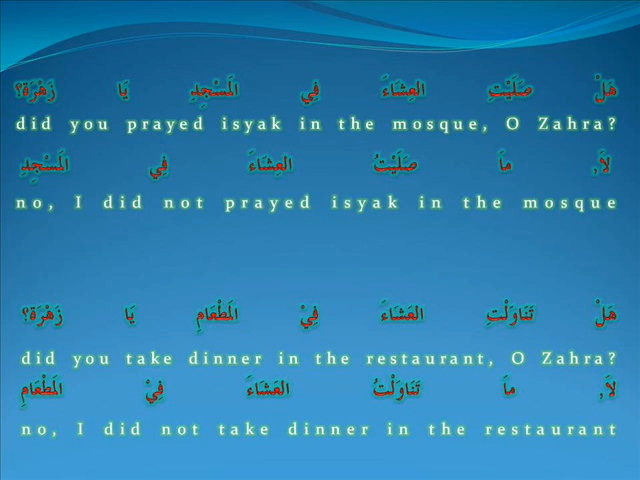 هَلْ صَلَّيْتِ العِشَاءَ فِي المَسْجِدِ يَا زَهْرَة؟
did you prayed isyak in the mosque, O Zahra?
لاَ, مَا صَلَّيْتُ العِشَاءَ فِي المَسْجِدِ
no, I did not prayed isyak in the mosque
هَلْ تَنَاوَلْتِ العَشَاءَ فِيْ المَطْعَامِ يَا زَهْرَة؟
did you take dinner in the restaurant, O Zahra?
لاَ, مَا تَنَاوَلْتُ العَشَاءَ فِيْ المَطْعَامِ
no, I did not take dinner in the restaurant